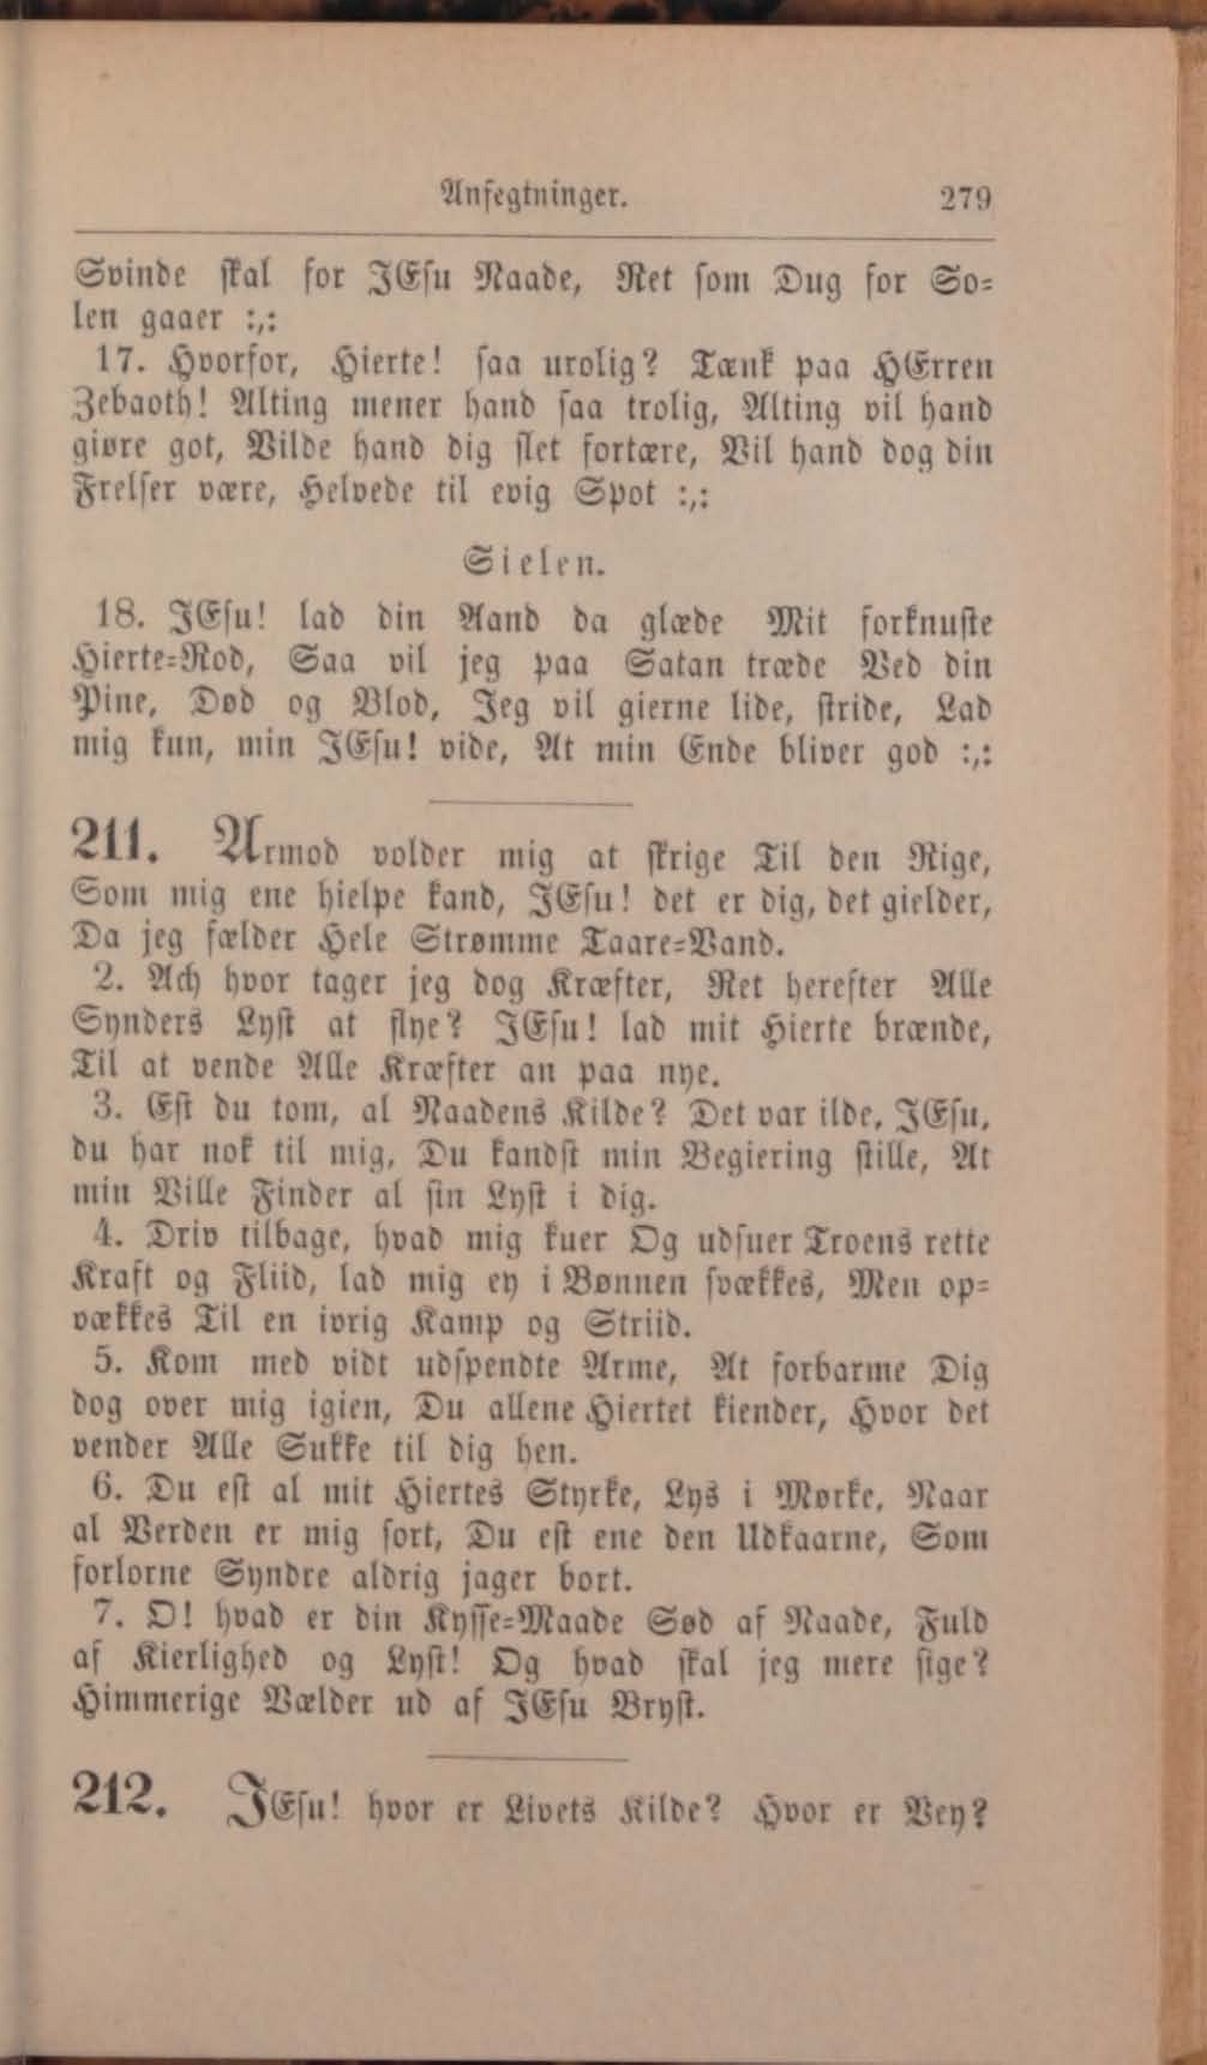 Anfegtninger. 279
Svinde skal for JEsu Naade, Ret som Dug for So-
len gaaer :,:
17. Hvorfor, Hierte! saa urolig? Tænk paa HErren
Zebaoth! Alting mener hand saa trolig, Alting vil hand
giøre got, Vilde hand dig slet fortære, Vil hand dog din
Frelser være, Helvede til evig Spot :,:
Sielen.
18. JEsu! lad din Aand da glæde Mit forknuste
Hierte-Rod, Saa vil jeg paa Satan træde Ved din
Pine, Død og Blod, Jeg vil gierne lide, stride, Lad
mig kun, min JEsu! vide, At min Ende bliver god :,:
211. Armod volder mig at skrige Til den Rige,
Som mig ene hielpe kand, JEsu! det er dig, det gielder,
Da jeg fælder Hele Strømme Taare-Vand.
2. Ach hvor tager jeg dog Kræfter, Ret herefter Alle
Synders Lyst at flye? JEsu! lad mit Hierte brænde,
Til at vende Alle Kræfter an paa nye.
3. Est du tom, al Naadens Kilde? Det var ilde, JEsu,
du har nok til mig, Du kandst min Begiering stille, At
min Ville Finder al sin Lyst i dig.
4. Driv tilbage, hvad mig kuer Og udsuer Troens rette
Kraft og Fliid, lad mig ey i Bønnen svækkes, Men op-
vækkes Til en ivrig Kamp og Striid.
5. Kom med vidt udspendte Arme, At forbarme Dig
dog over mig igien, Du allene Hiertet kiender, Hvor det
vender Alle Sukke til dig hen.
6. Du est al mit Hiertes Styrke, Lys i Mørke, Naar
al Verden er mig sort, Du est ene den Udkaarne, Som
forlorne Syndre aldrig jager bort.
7. O! hvad er din Kysse-Maade Sød af Naade, Fuld
af Kierlighed og Lyst! Og hvad skal jeg mere sige?
Himmerige Vælder ud af JEsu Bryst.
212. JEsu! hvor er Livets Kilde? Hvor er Vey?